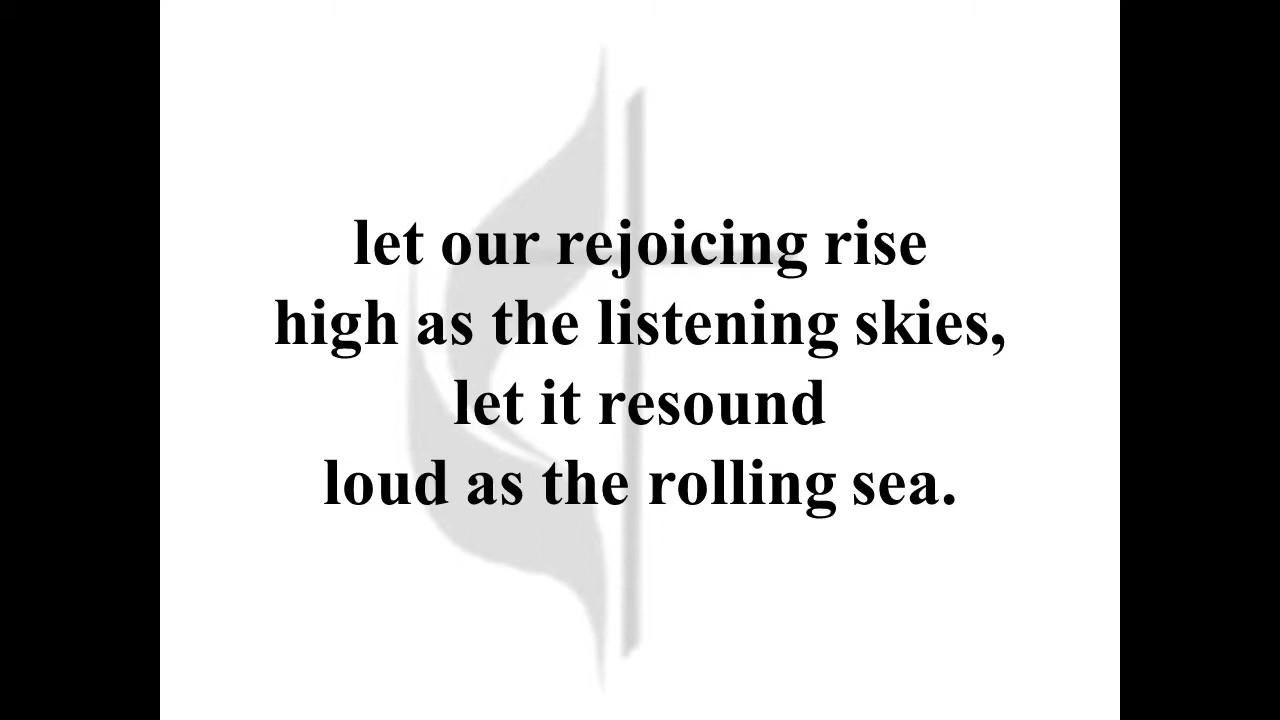 let our rejoicing rise
high as the listening skies,
let it resound
loud as the rolling sea.